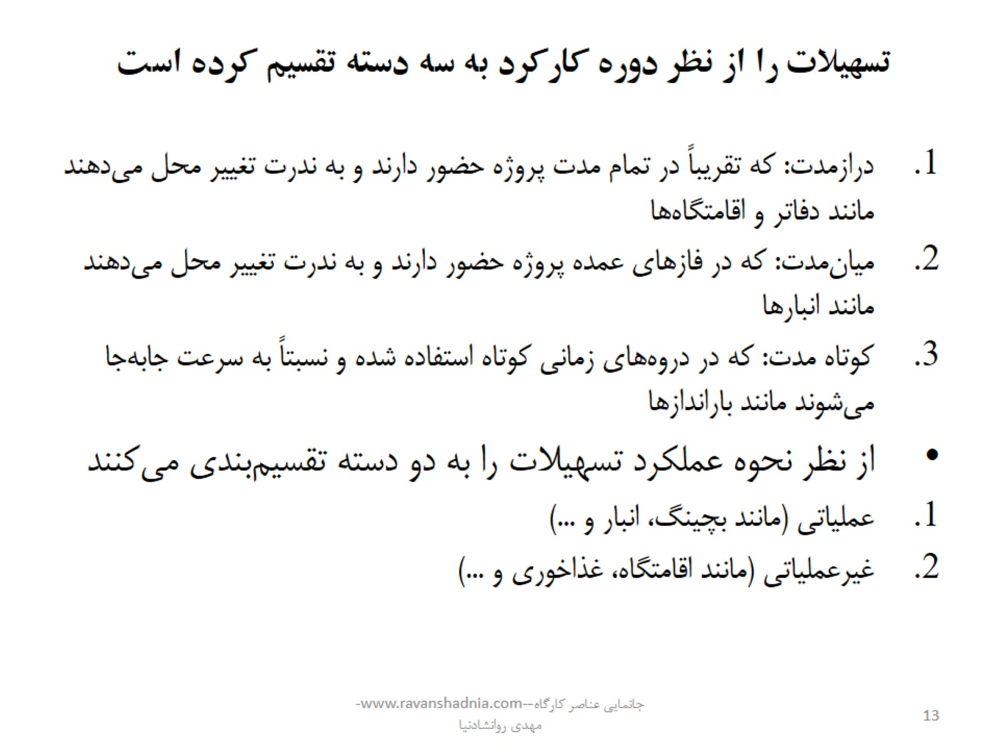 تسهیلات را از نظر دوره کارکرد به سه دسته تقسیم کرده است
1. درازمدت: که تقریباً در تمام مدت پروژه حضور دارند و به ندرت تغییر محل می‌دهند
مانند دفاتر و اقامتگاه‌ها
2. میان‌مدت: که در فازهای عمده پروژه حضور دارند و به ندرت تغییر محل می‌دهند
مانند انبارها
3. کوتاه مدت: که در دروه‌های زمانی کوتاه استفاده شده و نسبتاً به سرعت جابه‌جا
می‌شوند مانند باراندازها
• از نظر نحوه عملکرد تسهیلات را به دو دسته تقسیم‌بندی می‌کنند
1. عملیاتی (مانند بچینگ، انبار و ...)
2. غیرعملیاتی (مانند اقامتگاه، غذاخوری و ...)
جانمایی عناصر کارگاه--www.ravanshadnia.com-
مهدی روانشادنیا
13